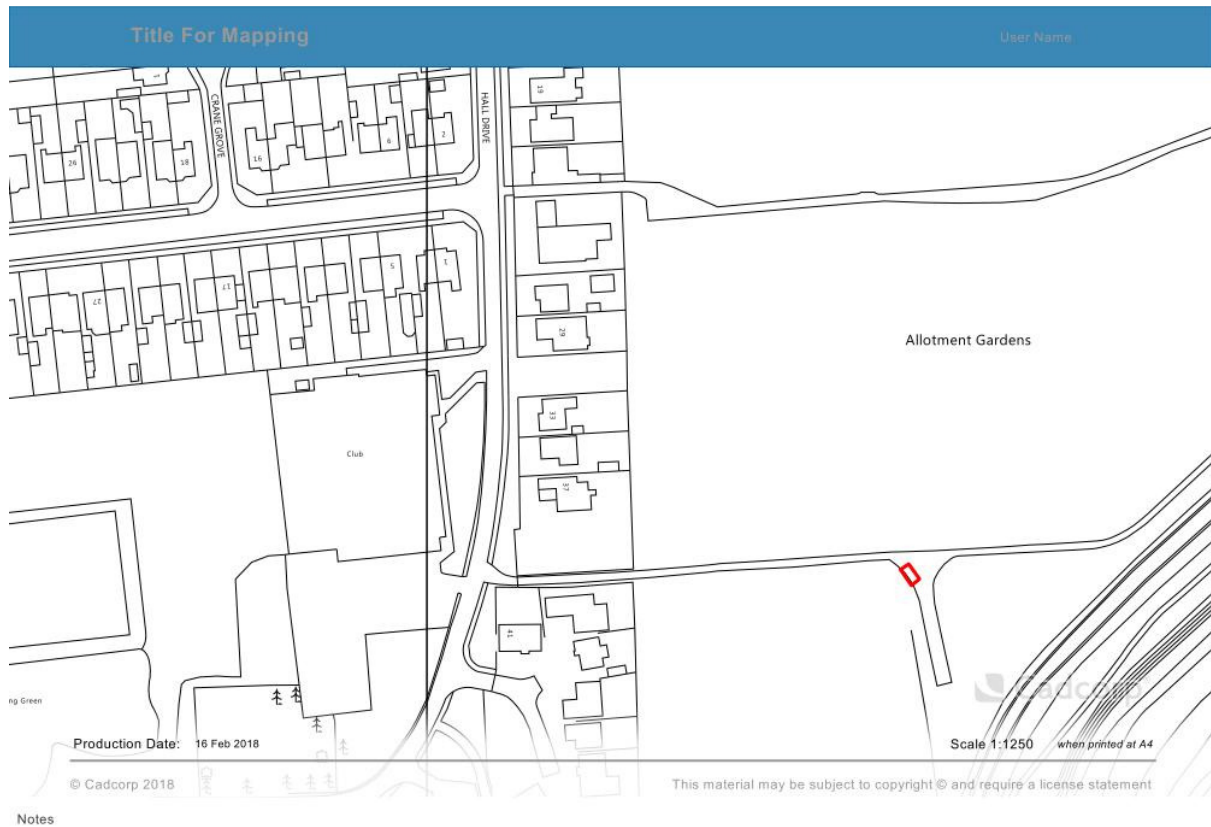 Title For Mapping
User Name
1
CRANE GROVE
HALL DRIVE
19
26
18
16
6
2
27
17
5
1
29
Allotment Gardens
33
Club
37
41
ng Green
Cadcorp
Production Date: 16 Feb 2018
Scale 1:1250 when printed at A4
© Cadcorp 2018
This material may be subject to copyright © and require a license statement
Notes